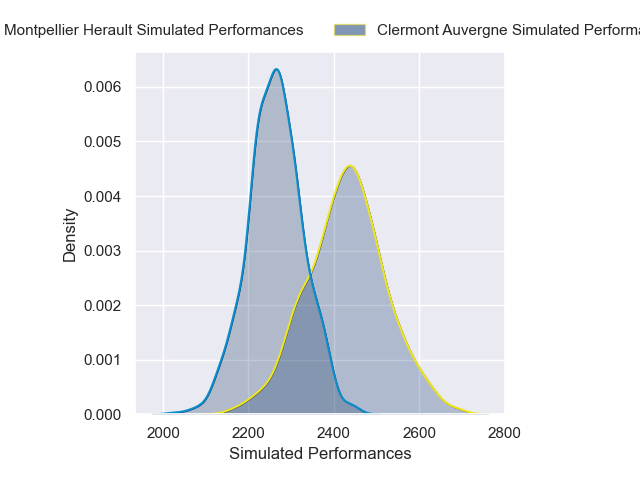 Montpellier Herault Simulated Performances Clermont Auvergne Simulated
0.006
0.005
0.004
0.003
0.002
0.001
0.000
Density
2000 2200 2400 2600 2800
Simulated Performances